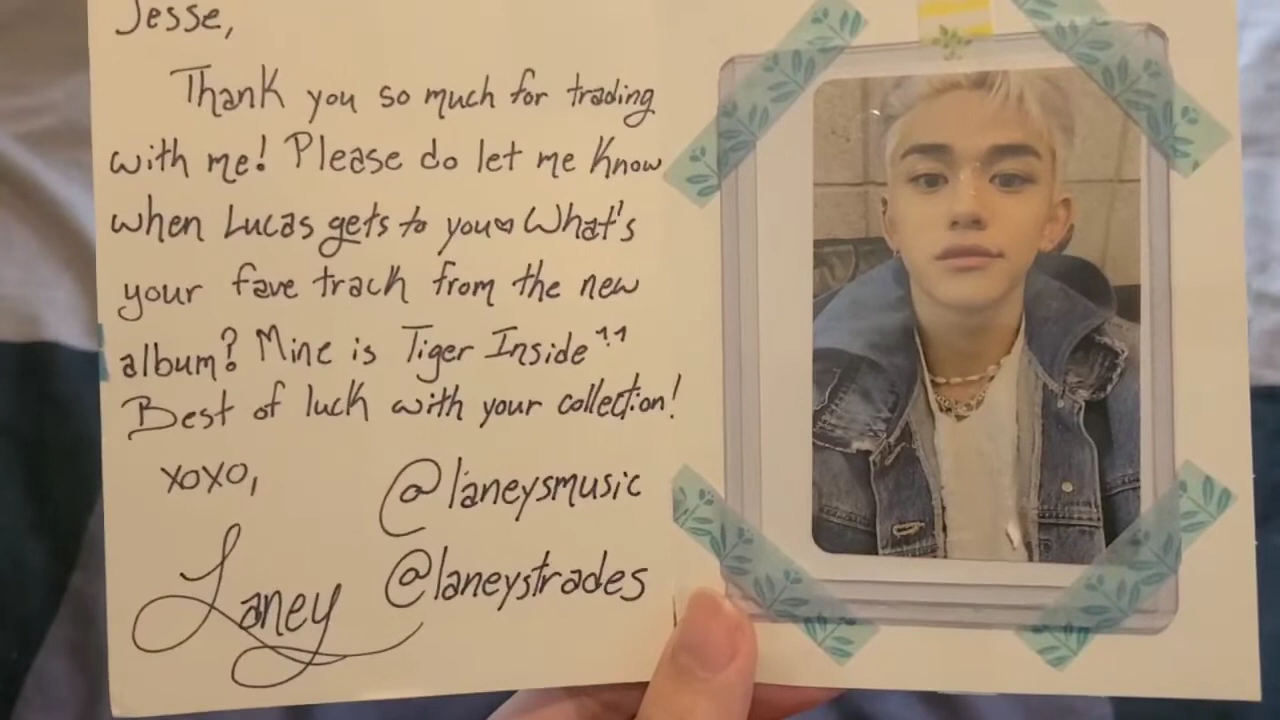 Jesse,
Thank you so much for trading
with me! Please do let me know
when Lucas gets to you♡ What's
your fave track from the new
album? Mine is Tiger Inside ^^
Best of luck with your collection!
xoxo,
@laneysmusic
Laney
@laneystrades